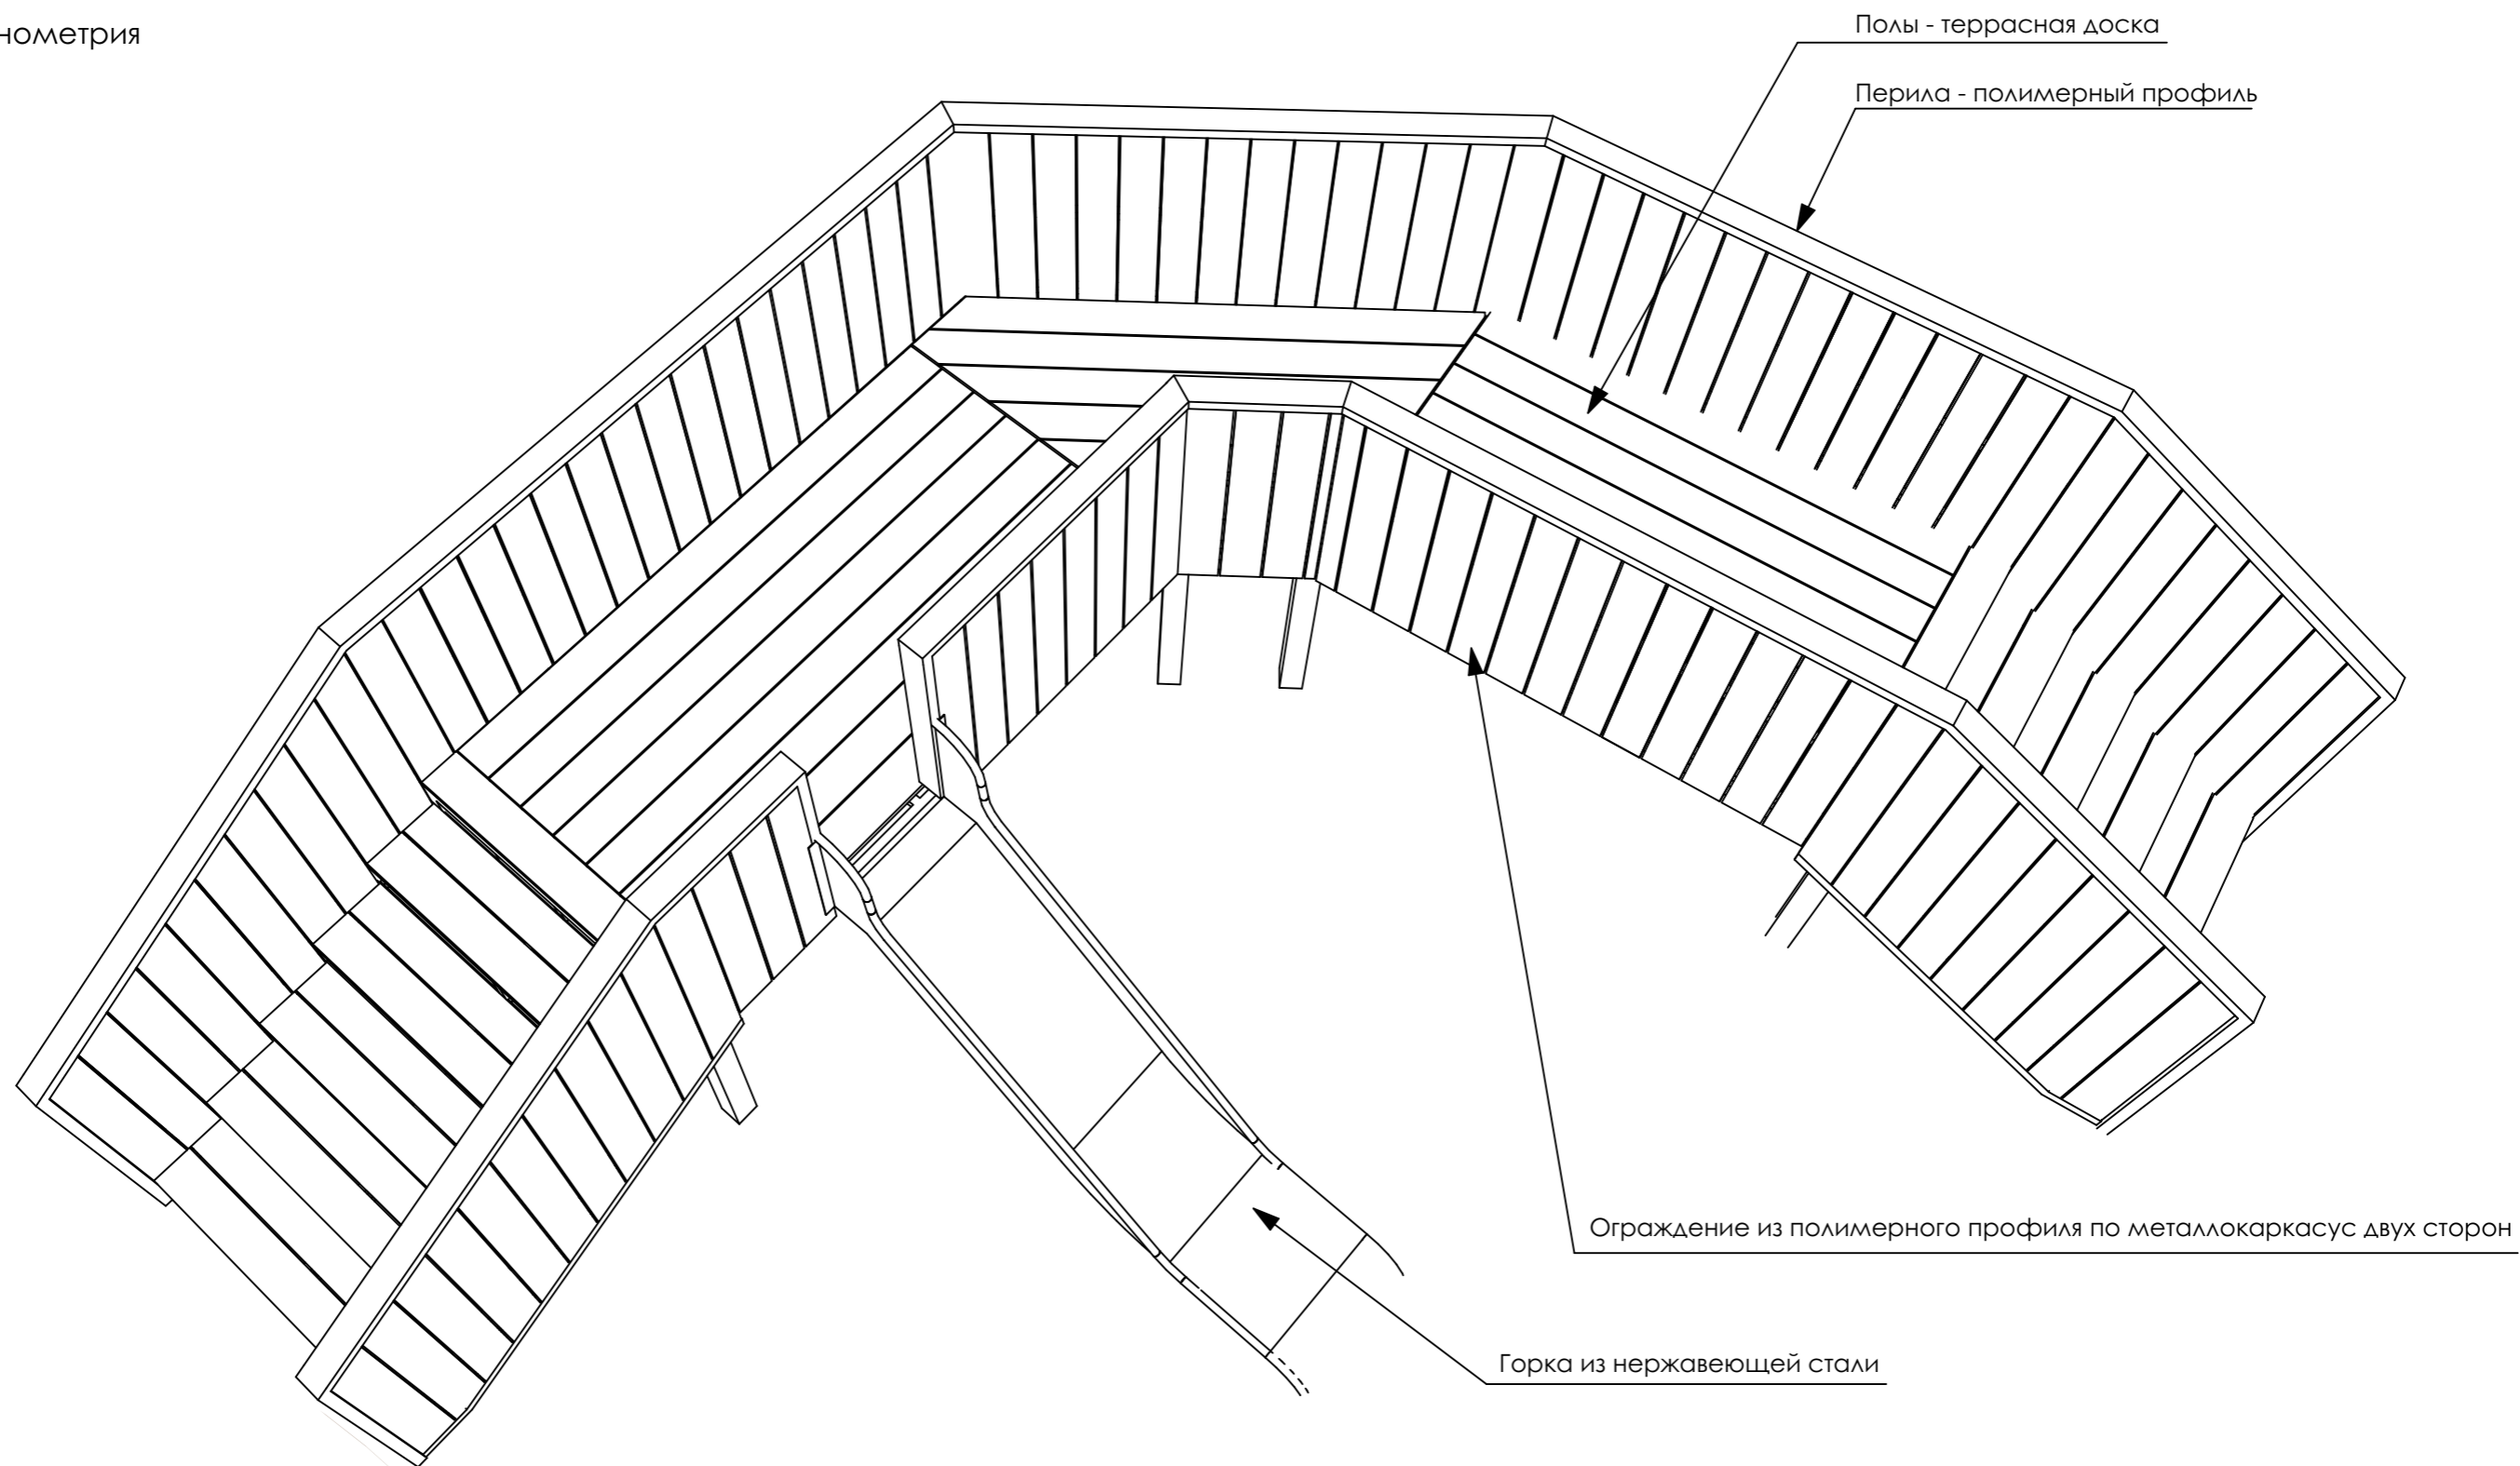 нометрия
Полы - террасная доска
Перила - полимерный профиль
Ограждение из полимерного профиля по металлокаркасус двух сторон
Горка из нержавеющей стали